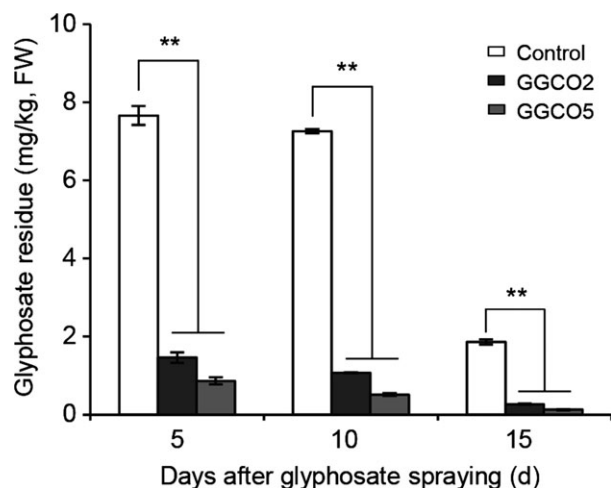 Glyphosate residue (mg/kg, FW)
10
8
6
4
2
0
**
**
**
Control
GGCO2
GGCO5
5
10
15
Days after glyphosate spraying (d)